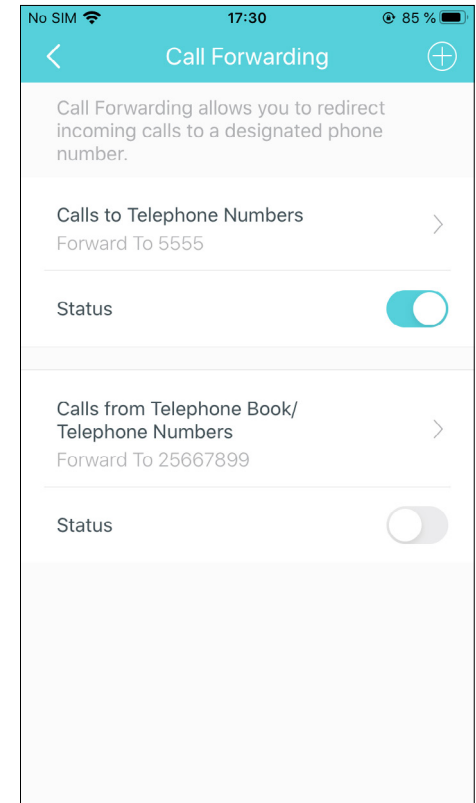 No SIM 17:30 85 %
Call Forwarding
Call Forwarding allows you to redirect
incoming calls to a designated phone
number.
Calls to Telephone Numbers
Forward To 5555
Status
Calls from Telephone Book/
Telephone Numbers
Forward To 25667899
Status